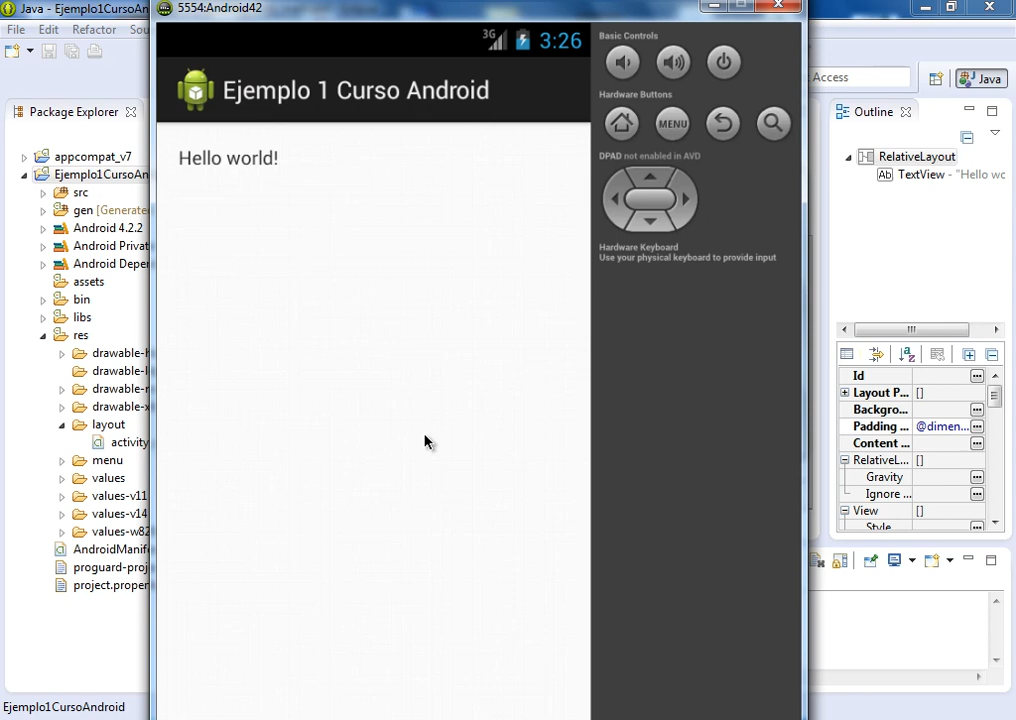 Java - Ejemplo1CursoAn
5554:Android42
File Edit Refactor Sou
Access
Java
Package Explorer
appcompat_v7
Ejemplo1CursoAn
src
gen [Generate
Android 4.2.2
Android Privat
Android Deper
assets
bin
libs
res
drawable-h
drawable-l
drawable-r
drawable-x
layout
activity
menu
values
values-v11
values-v14
values-w82
AndroidManif
proguard-proj
project.proper
Ejemplo1CursoAndroid
3G 3:26
Ejemplo 1 Curso Android
Hello world!
Basic Controls
Hardware Buttons
MENU
DPAD not enabled in AVD
Hardware Keyboard
Use your physical keyboard to provide input
Outline
RelativeLayout
Ab TextView - "Hello wo
Id
Layout P... []
Backgro...
Padding ... @dimen...
Content ...
RelativeL... []
Gravity
Ignore ...
View []
Style